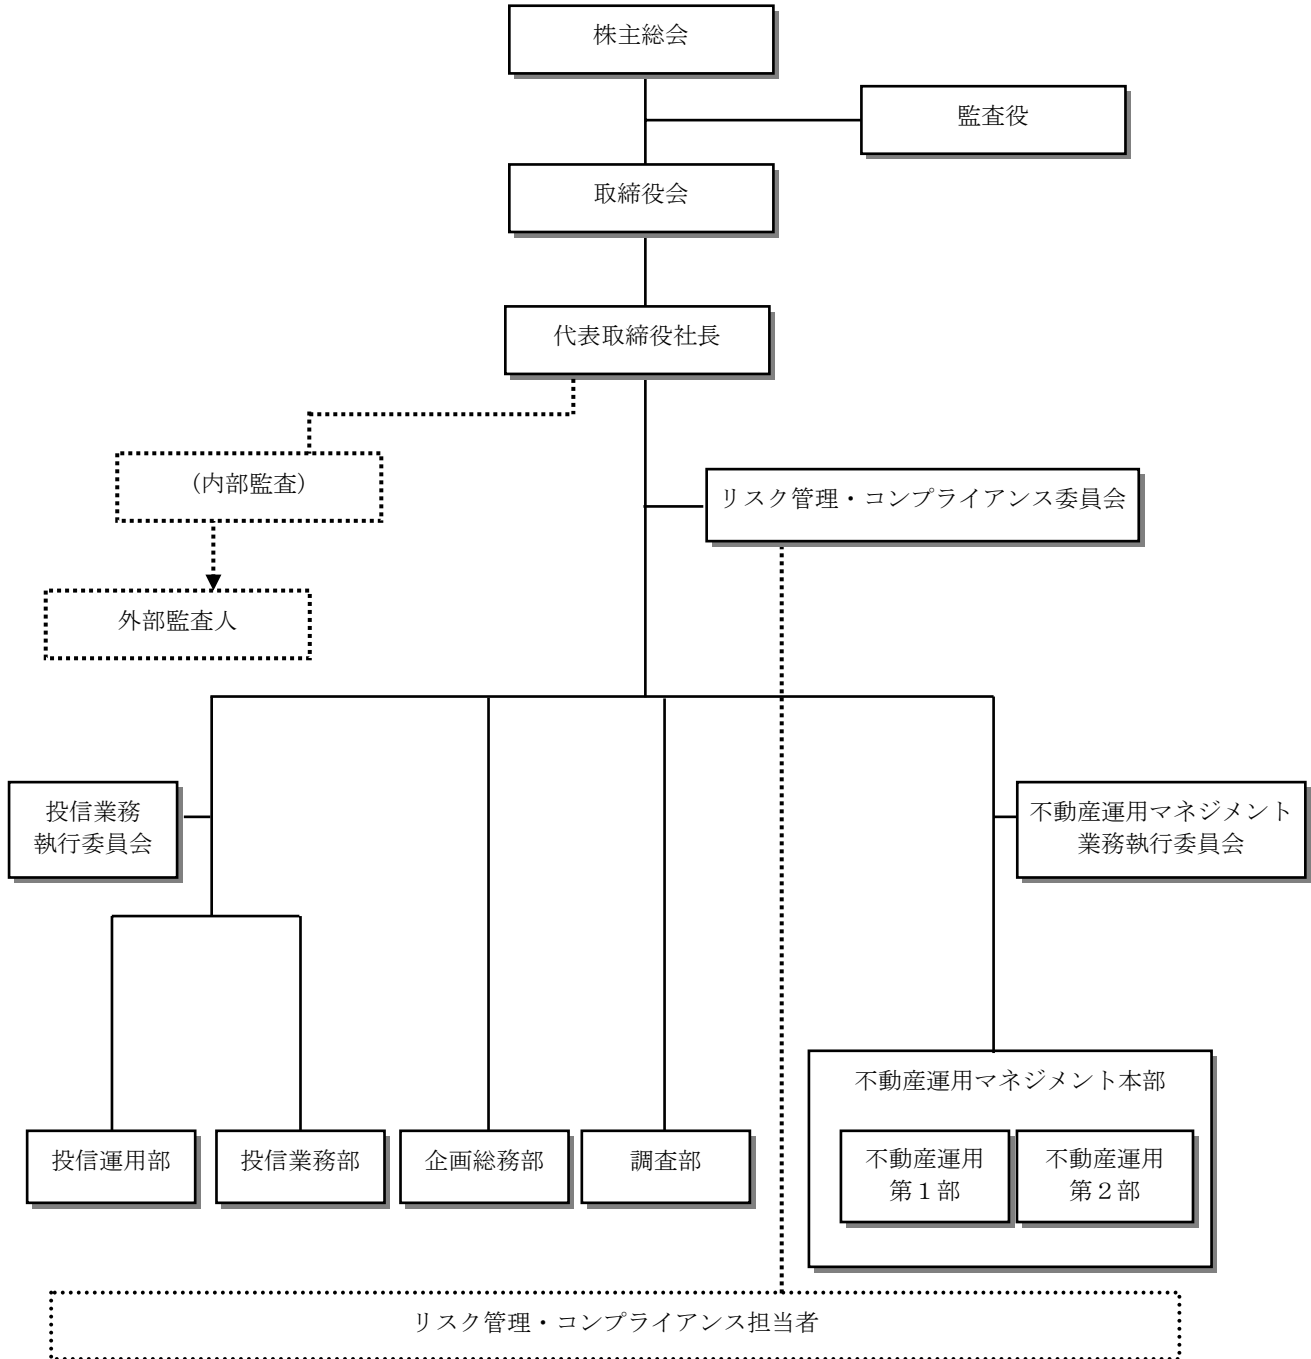 株主総会
監査役
取締役会
代表取締役社長
（内部監査）
リスク管理・コンプライアンス委員会
外部監査人
投信業務
執行委員会
不動産運用マネジメント
業務執行委員会
不動産運用マネジメント本部
投信運用部
投信業務部
企画総務部
調査部
不動産運用
第１部
不動産運用
第２部
リスク管理・コンプライアンス担当者